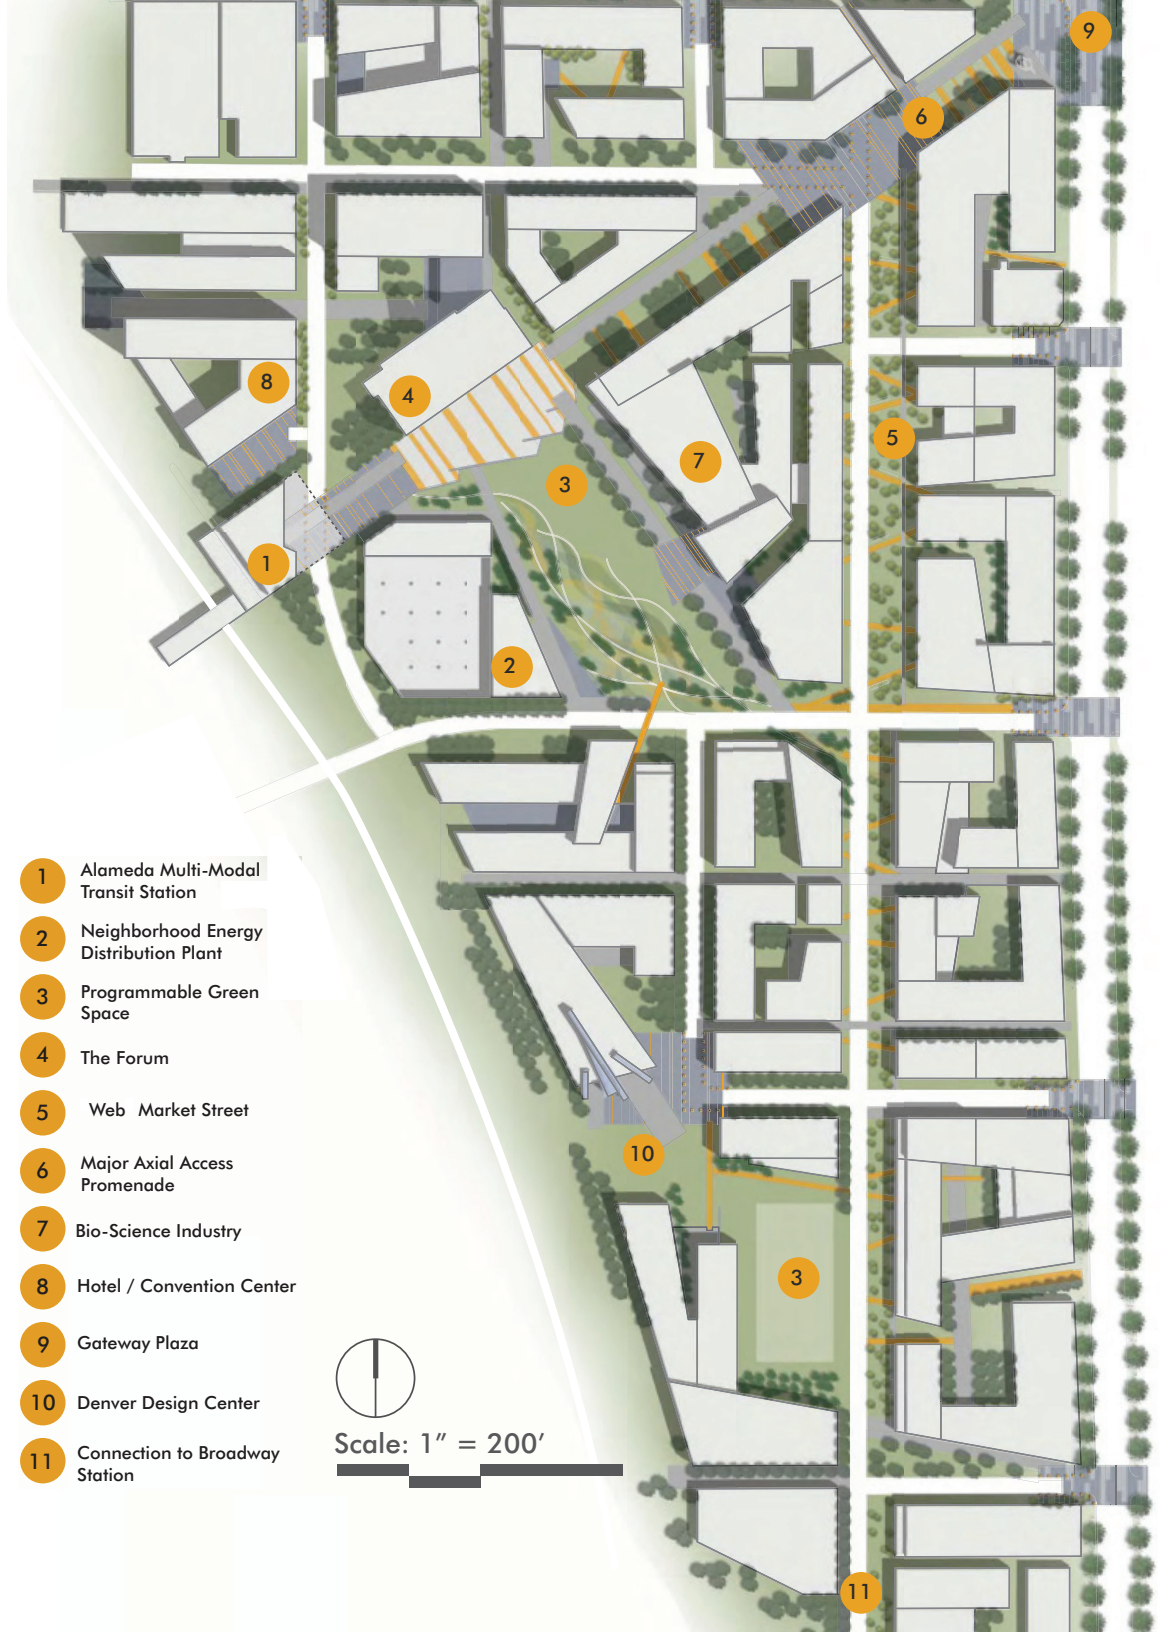 9
6
8
4
5
7
3
1
2
1 Alameda Multi-Modal
Transit Station
2 Neighborhood Energy
Distribution Plant
3 Programmable Green
Space
4 The Forum
5 Web Market Street
6 Major Axial Access
Promenade
7 Bio-Science Industry
8 Hotel / Convention Center
9 Gateway Plaza
10 Denver Design Center
11 Connection to Broadway
Station
10
3
Scale: 1” = 200’
11